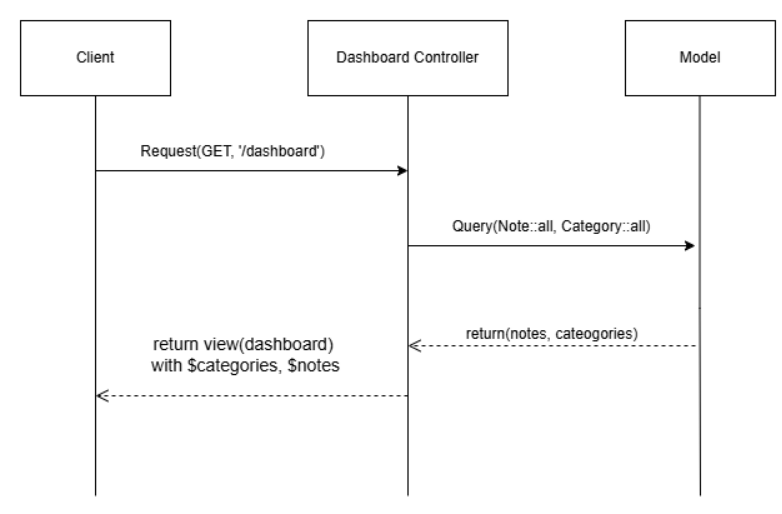 Client
Dashboard Controller
Model
Request(GET, '/dashboard')
Query(Note::all, Category::all)
return(notes, cateogories)
return view(dashboard)
with $categories, $notes